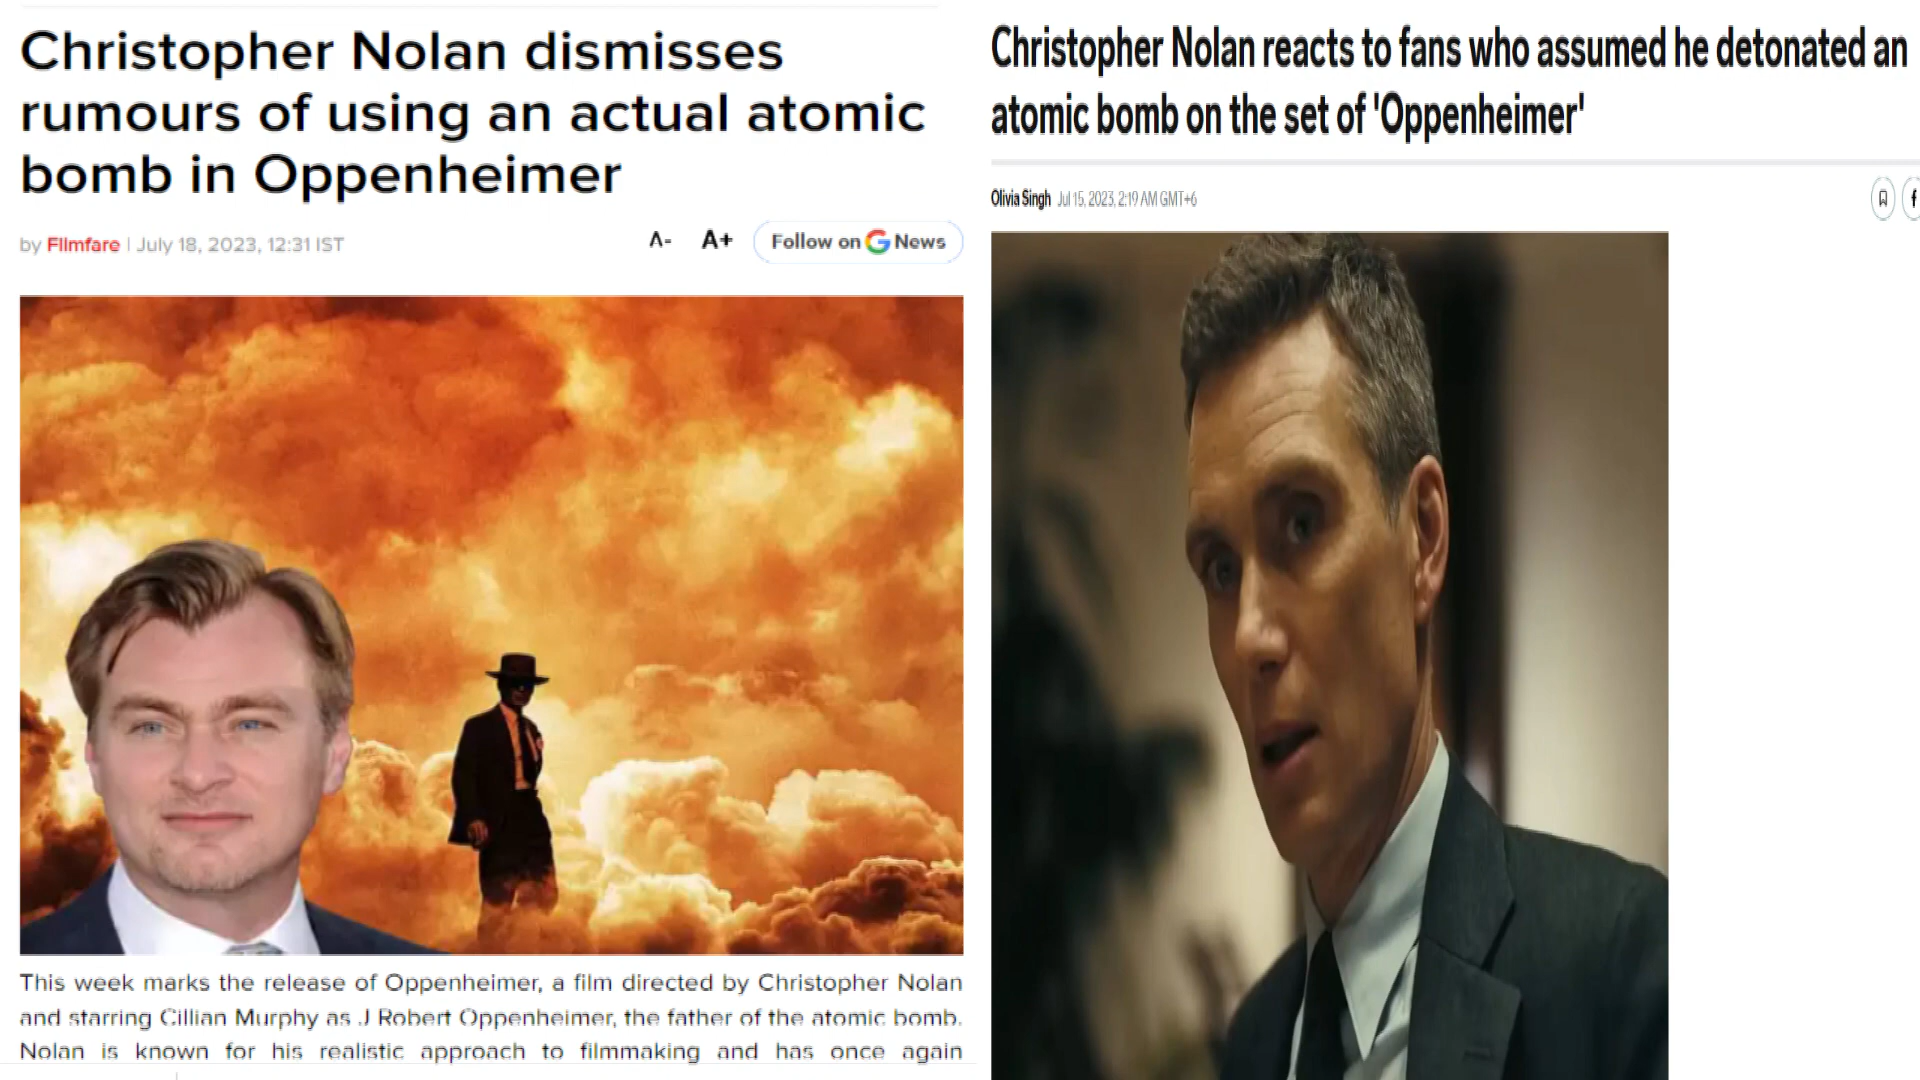 Christopher Nolan dismisses
rumours of using an actual atomic
bomb in Oppenheimer
by Filmfare | July 18, 2023, 12:31 IST
A- A+ Follow on G News
This week marks the release of Oppenheimer, a film directed by Christopher Nolan
and starring Cillian Murphy as J Robert Oppenheimer, the father of the atomic bomb.
Nolan is known for his realistic approach to filmmaking and has once again
Christopher Nolan reacts to fans who assumed he detonated an
atomic bomb on the set of 'Oppenheimer'
Olivia Singh Jul 15, 2023, 2:19 AM GMT+6
f